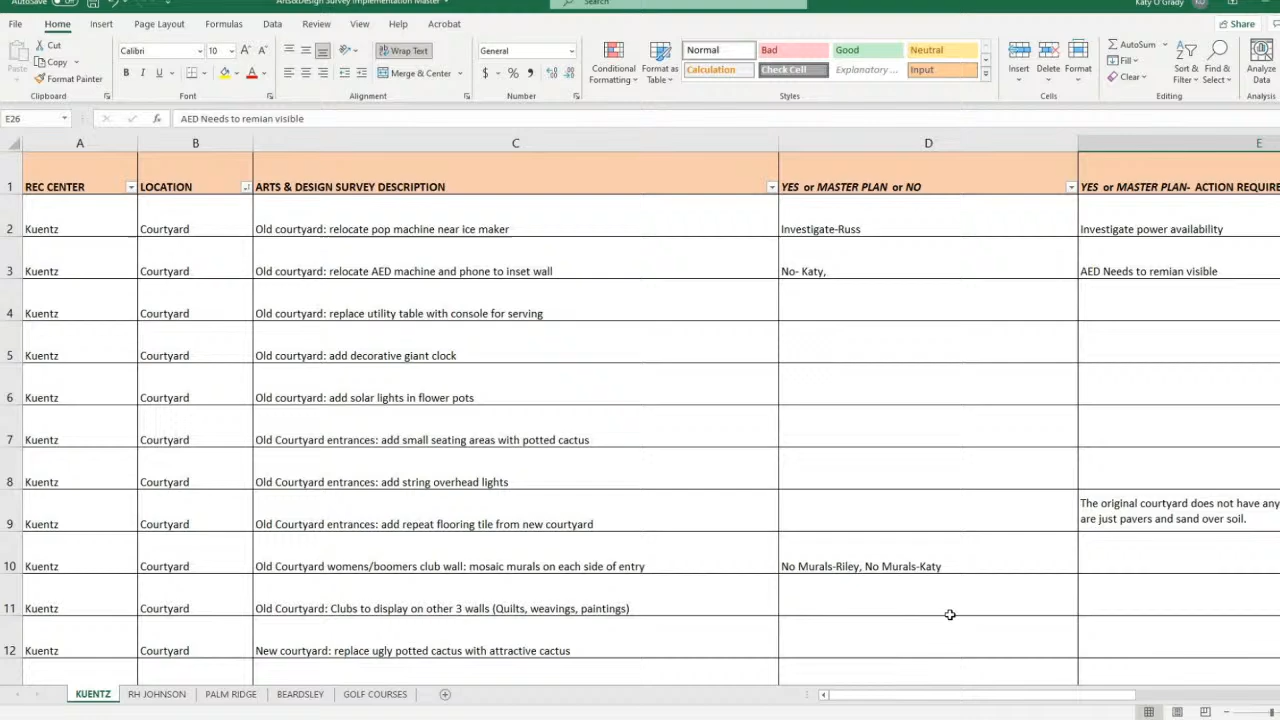 AutoSave
Arts&Design Survey Implementation Master
Search
Katy O'Grady
File Home Insert Page Layout Formulas Data Review View Help Acrobat Share
Paste Cut Copy Format Painter
Clipboard
Calibri 10 B I U
Font
Wrap Text Merge & Center
Alignment
General $ % ,
Number
Conditional Formatting Format as Table
Normal Bad Good Neutral
Calculation Check Cell Explanatory ... Input
Styles
Insert Delete Format
Cells
AutoSum Fill Clear Sort & Filter Find & Select
Editing
Analyze Data
Analysis
E26 fx AED Needs to remian visible
A B C D E
1 REC CENTER LOCATION ARTS & DESIGN SURVEY DESCRIPTION YES or MASTER PLAN or NO YES or MASTER PLAN- ACTION REQUIRE
2 Kuentz Courtyard Old courtyard: relocate pop machine near ice maker Investigate-Russ Investigate power availability
3 Kuentz Courtyard Old courtyard: relocate AED machine and phone to inset wall No- Katy, AED Needs to remian visible
4 Kuentz Courtyard Old courtyard: replace utility table with console for serving
5 Kuentz Courtyard Old courtyard: add decorative giant clock
6 Kuentz Courtyard Old courtyard: add solar lights in flower pots
7 Kuentz Courtyard Old Courtyard entrances: add small seating areas with potted cactus
8 Kuentz Courtyard Old Courtyard entrances: add string overhead lights
9 Kuentz Courtyard Old Courtyard entrances: add repeat flooring tile from new courtyard The original courtyard does not have any
are just pavers and sand over soil.
10 Kuentz Courtyard Old Courtyard womens/boomers club wall: mosaic murals on each side of entry No Murals-Riley, No Murals-Katy
11 Kuentz Courtyard Old Courtyard: Clubs to display on other 3 walls (Quilts, weavings, paintings)
12 Kuentz Courtyard New courtyard: replace ugly potted cactus with attractive cactus
KUENTZ RH JOHNSON PALM RIDGE BEARDSLEY GOLF COURSES